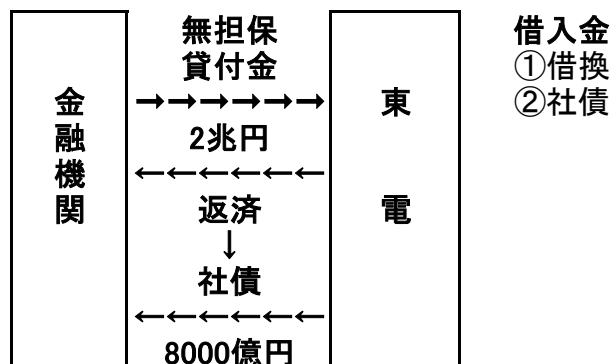 金融機関
無担保
貸付金
→→→→→→
2兆円
←←←←←←
返済
↓
社債
←←←←←←
8000億円
東電
借入金
①借換
②社債